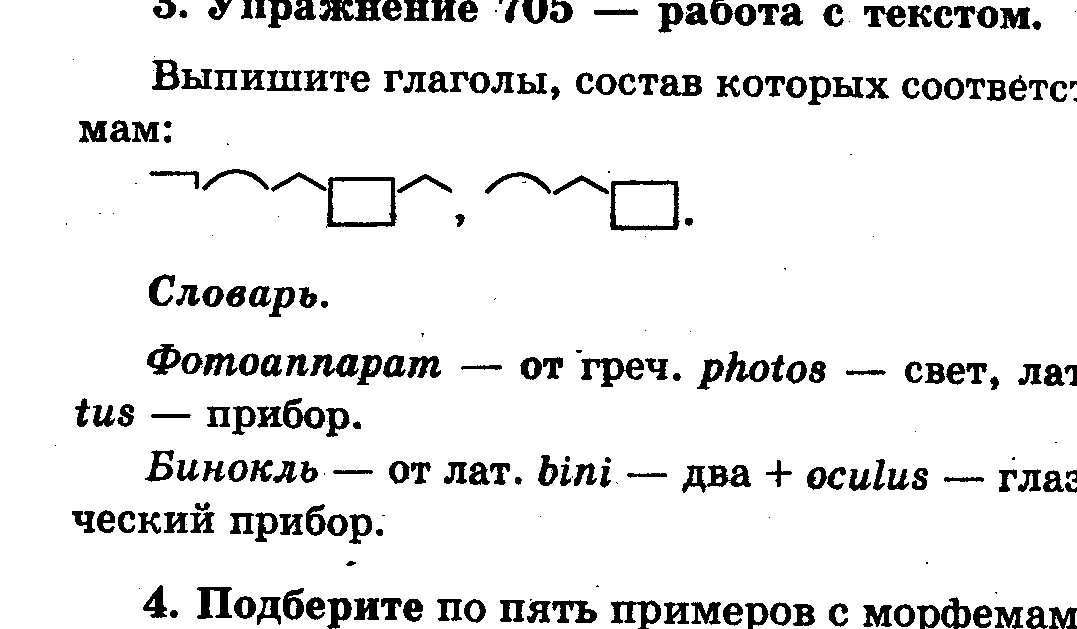 3. Упражнение 705 — работа с текстом.
Выпишите глаголы, состав которых соответст
мам:
, .
Словарь.
Фотоаппарат — от греч. photos — свет, лат
tus — прибор.
Бинокль — от лат. bini — два + oculus — глаз
ческий прибор.
4. Подберите по пять примеров с морфемам